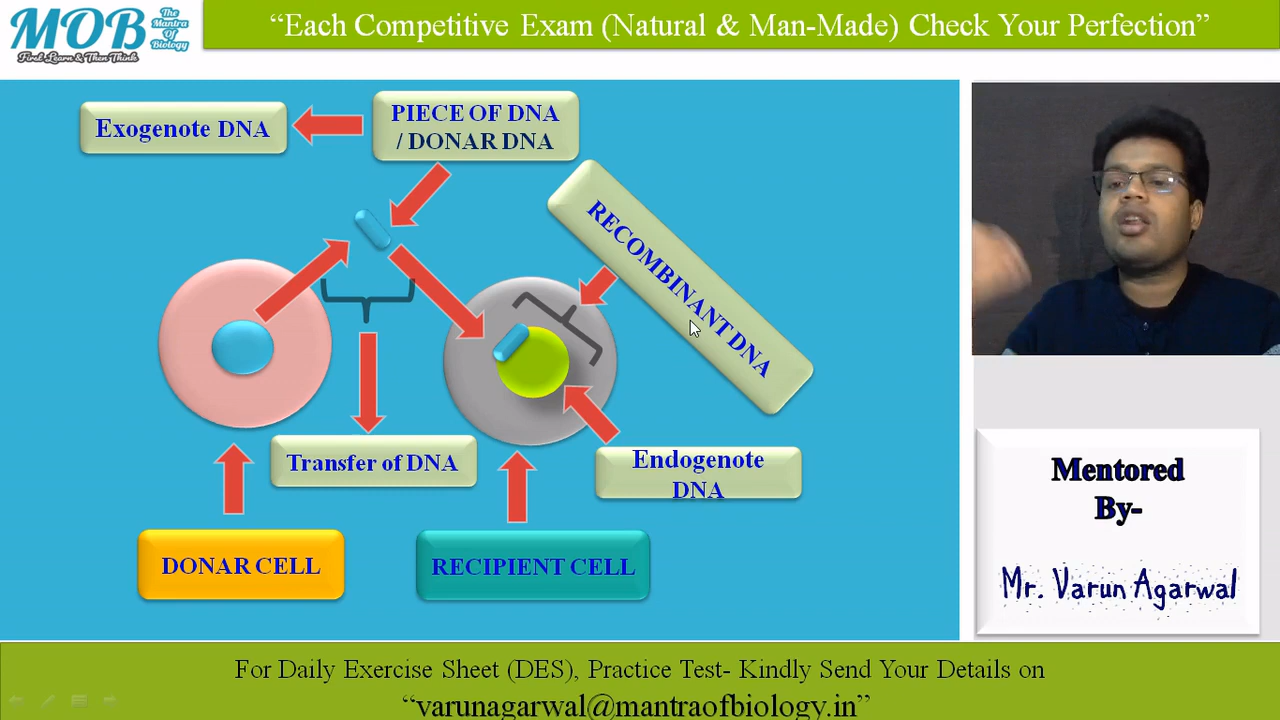 MOB The Mantra Of Biology
First Learn & Then Think
“Each Competitive Exam (Natural & Man-Made) Check Your Perfection”
Exogenote DNA
PIECE OF DNA
/ DONAR DNA
RECOMBINANT DNA
Transfer of DNA
Endogenote
DNA
DONAR CELL
RECIPIENT CELL
Mentored
By-
Mr. Varun Agarwal
For Daily Exercise Sheet (DES), Practice Test- Kindly Send Your Details on
“varunagarwal@mantraofbiology.in”